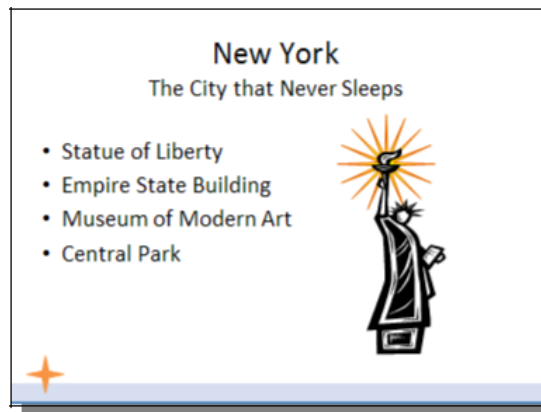 New York
The City that Never Sleeps
• Statue of Liberty
• Empire State Building
• Museum of Modern Art
• Central Park